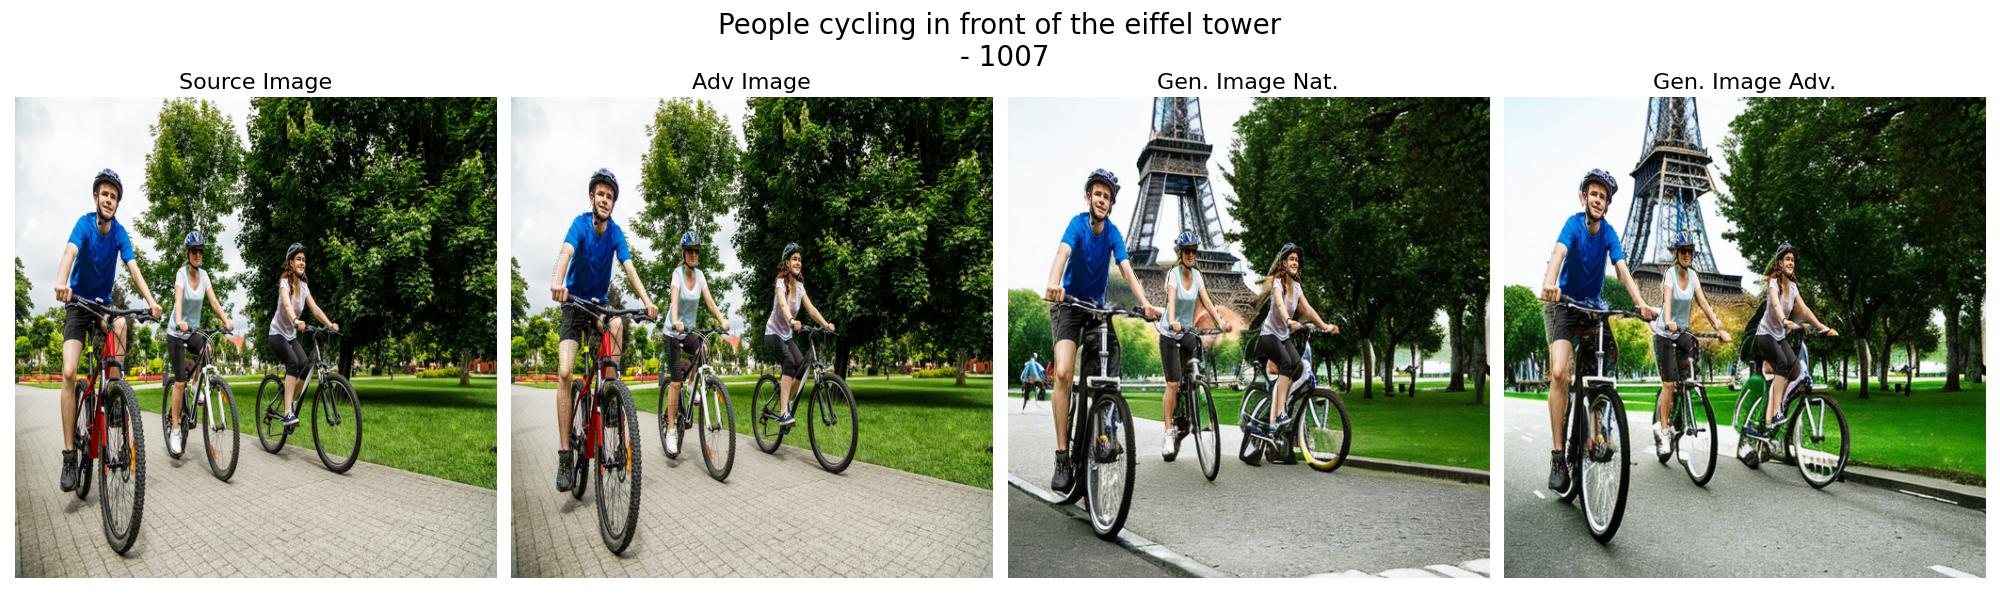 People cycling in front of the eiffel tower
- 1007
Source Image
Adv Image
Gen. Image Nat.
Gen. Image Adv.